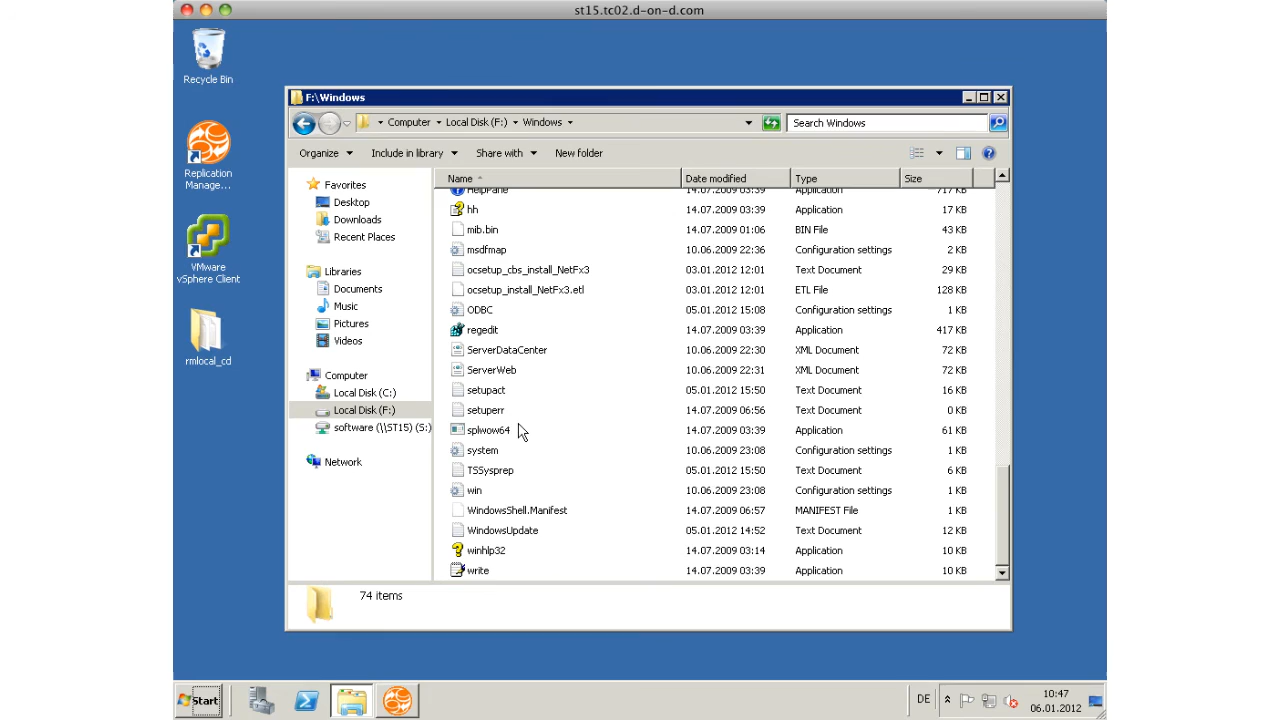 st15.tc02.d-on-d.com
Recycle Bin
Replication
Manage...
VMware
vSphere Client
rmlocal_cd
F:\Windows
Computer Local Disk (F:) Windows
Search Windows
Organize Include in library Share with New folder
Favorites
Desktop
Downloads
Recent Places
Libraries
Documents
Music
Pictures
Videos
Computer
Local Disk (C:)
Local Disk (F:)
software (\\ST15) (S:)
Network
Name Date modified Type Size
HelpPane 14.07.2009 03:39 Application 717 KB
hh 14.07.2009 03:39 Application 17 KB
mib.bin 14.07.2009 01:06 BIN File 43 KB
msdfmap 10.06.2009 22:36 Configuration settings 2 KB
ocsetup_cbs_install_NetFx3 03.01.2012 12:01 Text Document 29 KB
ocsetup_install_NetFx3.etl 03.01.2012 12:01 ETL File 128 KB
ODBC 05.01.2012 15:08 Configuration settings 1 KB
regedit 14.07.2009 03:39 Application 417 KB
ServerDataCenter 10.06.2009 22:30 XML Document 72 KB
ServerWeb 10.06.2009 22:31 XML Document 72 KB
setupact 05.01.2012 15:50 Text Document 16 KB
setuperr 14.07.2009 06:56 Text Document 0 KB
splwow64 14.07.2009 03:39 Application 61 KB
system 10.06.2009 23:08 Configuration settings 1 KB
TSSysprep 05.01.2012 15:50 Text Document 6 KB
win 10.06.2009 23:08 Configuration settings 1 KB
WindowsShell.Manifest 14.07.2009 06:57 MANIFEST File 1 KB
WindowsUpdate 05.01.2012 14:52 Text Document 12 KB
winhlp32 14.07.2009 03:14 Application 10 KB
write 14.07.2009 03:39 Application 10 KB
74 items
Start
DE
10:47
06.01.2012